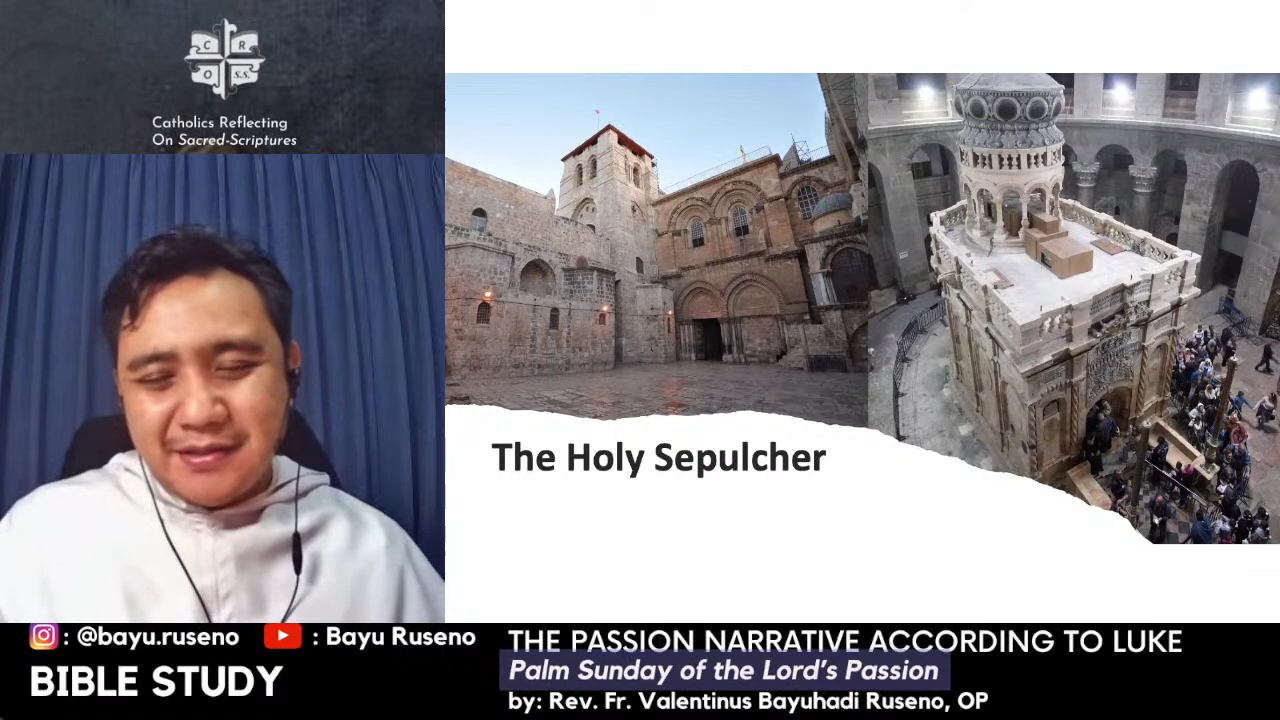 C R
O S.S.
Catholics Reflecting
On Sacred-Scriptures
The Holy Sepulcher
: @bayu.ruseno : Bayu Ruseno
BIBLE STUDY
THE PASSION NARRATIVE ACCORDING TO LUKE
Palm Sunday of the Lord's Passion
by: Rev. Fr. Valentinus Bayuhadi Ruseno, OP